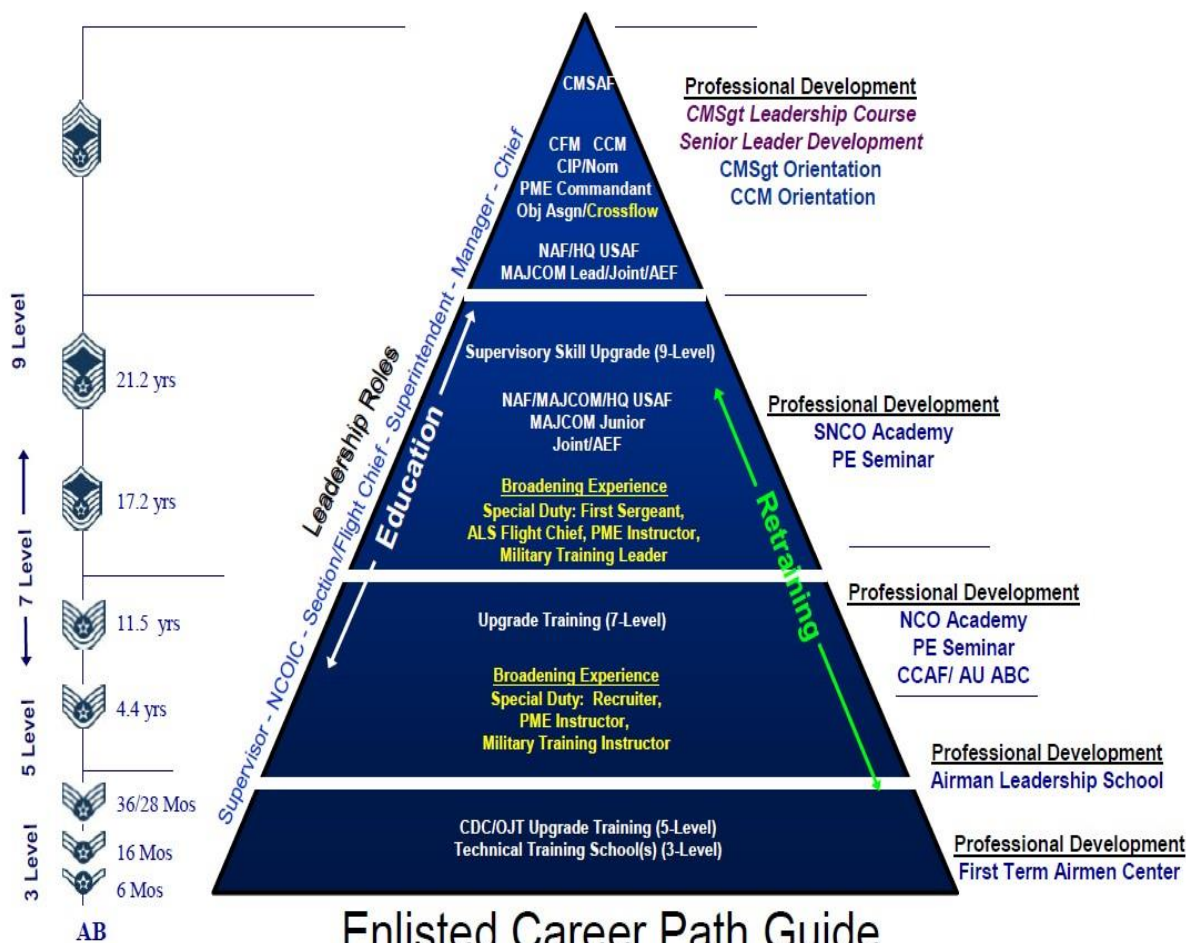 CMSAF
CFM CCM
CIP/Nom
PME Commandant
Obj Asgn/Crossflow
NAF/HQ USAF
MAJCOM Lead/Joint/AEF
Professional Development
CMSgt Leadership Course
Senior Leader Development
CMSgt Orientation
CCM Orientation
Supervisory Skill Upgrade (9-Level)
NAF/MAJCOM/HQ USAF
MAJCOM Junior
Joint/AEF
Broadening Experience
Special Duty: First Sergeant,
ALS Flight Chief, PME Instructor,
Military Training Leader
Professional Development
SNCO Academy
PE Seminar
Upgrade Training (7-Level)
Broadening Experience
Special Duty: Recruiter,
PME Instructor,
Military Training Instructor
Professional Development
NCO Academy
PE Seminar
CCAF/ AU ABC
Professional Development
Airman Leadership School
CDC/OJT Upgrade Training (5-Level)
Technical Training School(s) (3-Level)
Professional Development
First Term Airmen Center
Leadership Roles
Supervisor - NCOIC - Section/Flight Chief - Superintendent - Manager - Chief
Education
Retraining
9 Level
7 Level
5 Level
3 Level
21.2 yrs
17.2 yrs
11.5 yrs
4.4 yrs
36/28 Mos
16 Mos
6 Mos
AB
Enlisted Career Path Guide